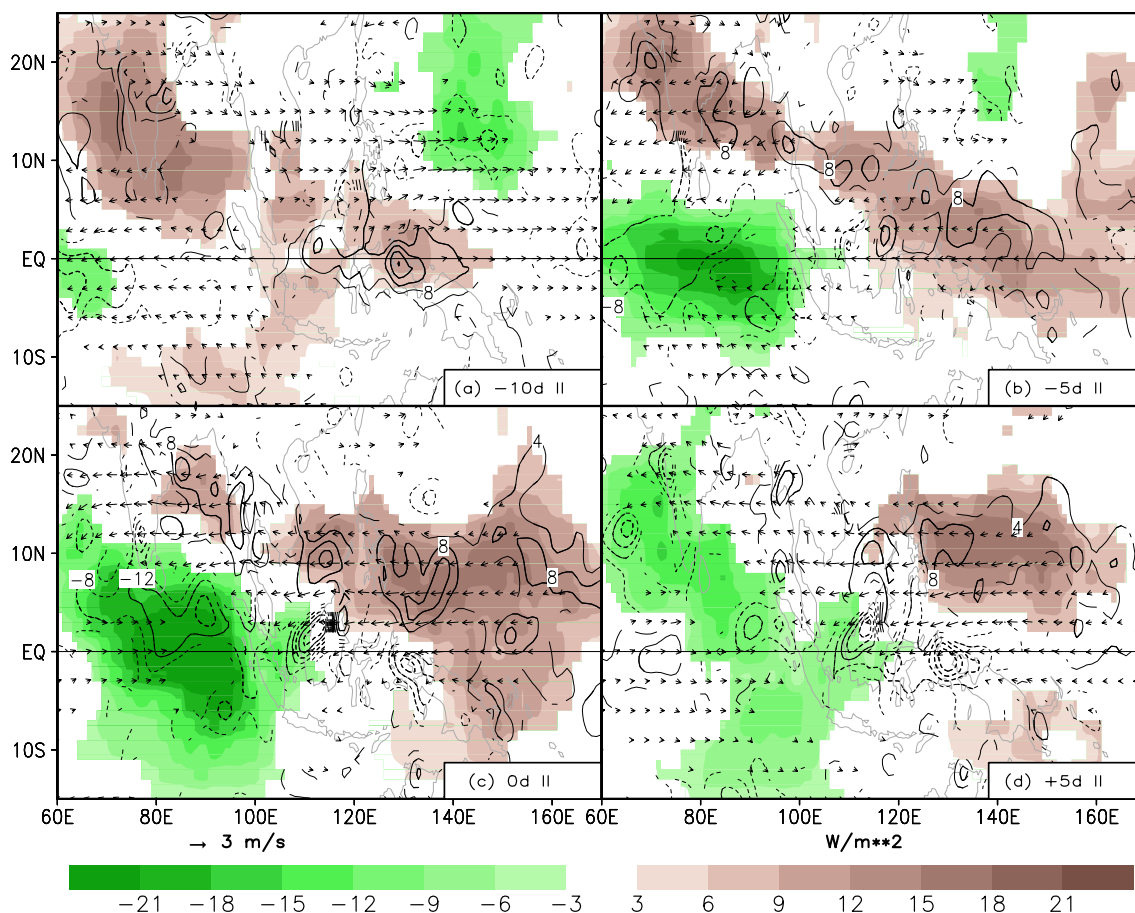 20N
10N
EQ
10S
8
8
8
8
8
(a) −10d II
(b) −5d II
20N
10N
EQ
10S
8
4
−8
−12
8
8
4
8
(c) 0d II
(d) +5d II
60E 80E 100E 120E 140E 160E 60E 80E 100E 120E 140E 160E
→ 3 m/s
W/m**2
−21 −18 −15 −12 −9 −6 −3
3 6 9 12 15 18 21